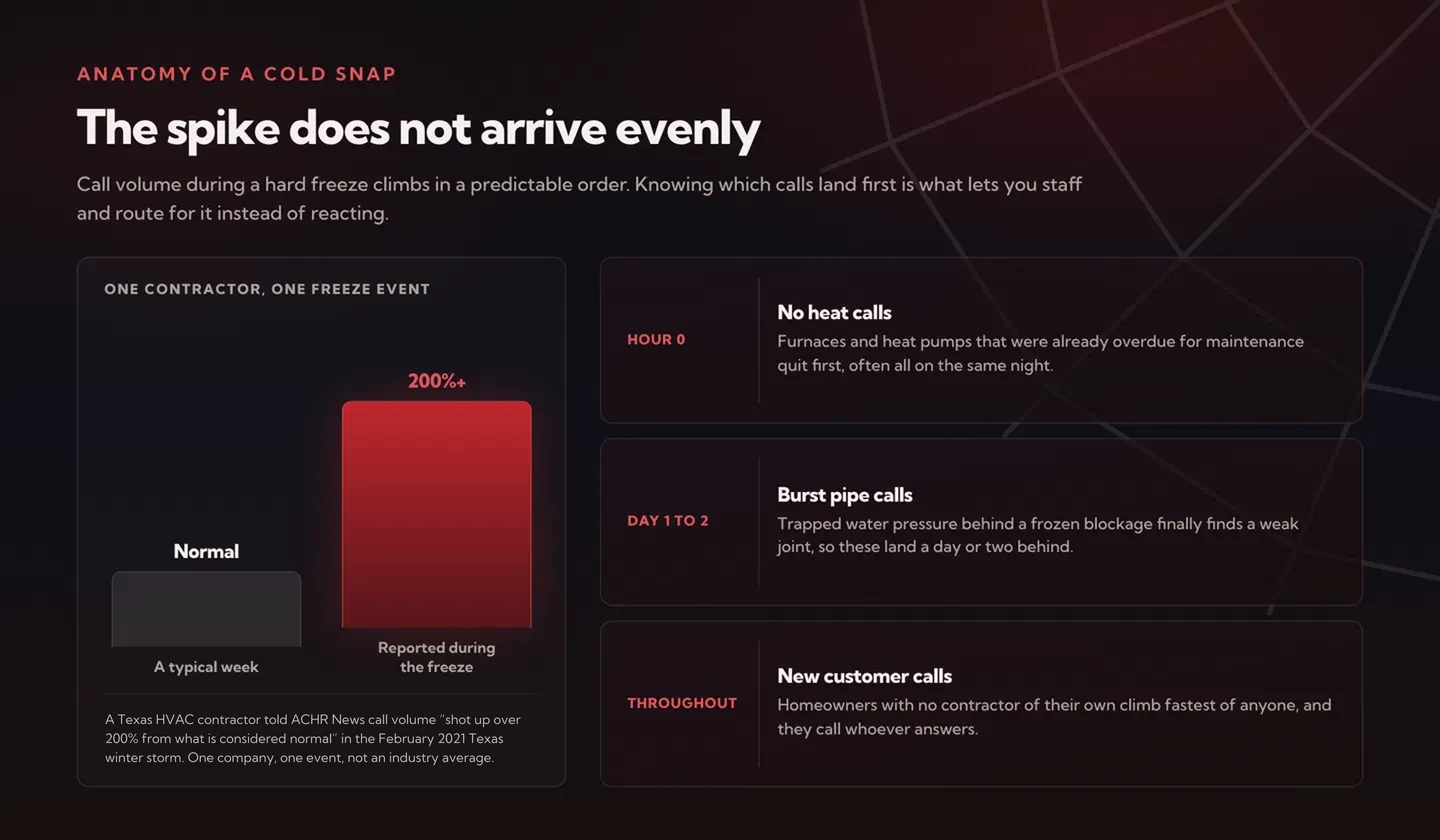 ANATOMY OF A COLD SNAP
The spike does not arrive evenly
Call volume during a hard freeze climbs in a predictable order. Knowing which calls land first is what lets you staff
and route for it instead of reacting.
ONE CONTRACTOR, ONE FREEZE EVENT
200%+
Normal
A typical week
Reported during
the freeze
A Texas HVAC contractor told ACHR News call volume "shot up over
200% from what is considered normal" in the February 2021 Texas
winter storm. One company, one event, not an industry average.
HOUR 0
No heat calls
Furnaces and heat pumps that were already overdue for maintenance
quit first, often all on the same night.
DAY 1 TO 2
Burst pipe calls
Trapped water pressure behind a frozen blockage finally finds a weak
joint, so these land a day or two behind.
THROUGHOUT
New customer calls
Homeowners with no contractor of their own climb fastest of anyone, and
they call whoever answers.